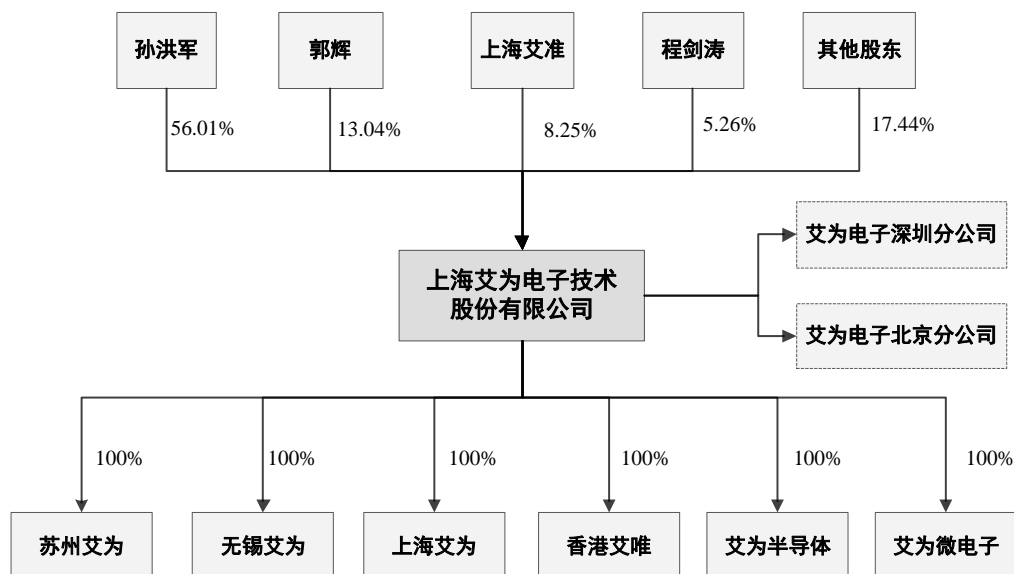 孙洪军
郭辉
上海艾准
程剑涛
其他股东
56.01%
13.04%
8.25%
5.26%
17.44%
艾为电子深圳分公司
上海艾为电子技术
股份有限公司
艾为电子北京分公司
100%
100%
100%
100%
100%
100%
苏州艾为
无锡艾为
上海艾为
香港艾唯
艾为半导体
艾为微电子